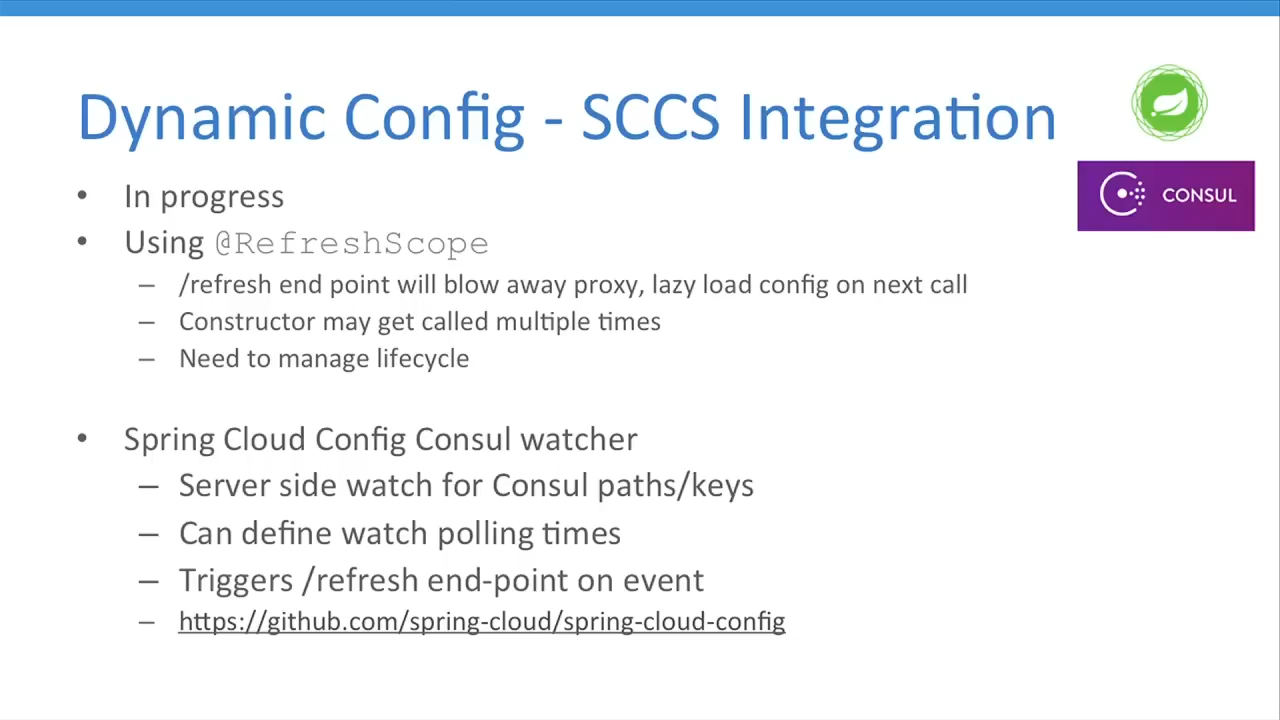 Dynamic Config - SCCS Integration
CONSUL
• In progress
• Using @RefreshScope
– /refresh end point will blow away proxy, lazy load config on next call
– Constructor may get called multiple times
– Need to manage lifecycle
• Spring Cloud Config Consul watcher
– Server side watch for Consul paths/keys
– Can define watch polling times
– Triggers /refresh end-point on event
– https://github.com/spring-cloud/spring-cloud-config